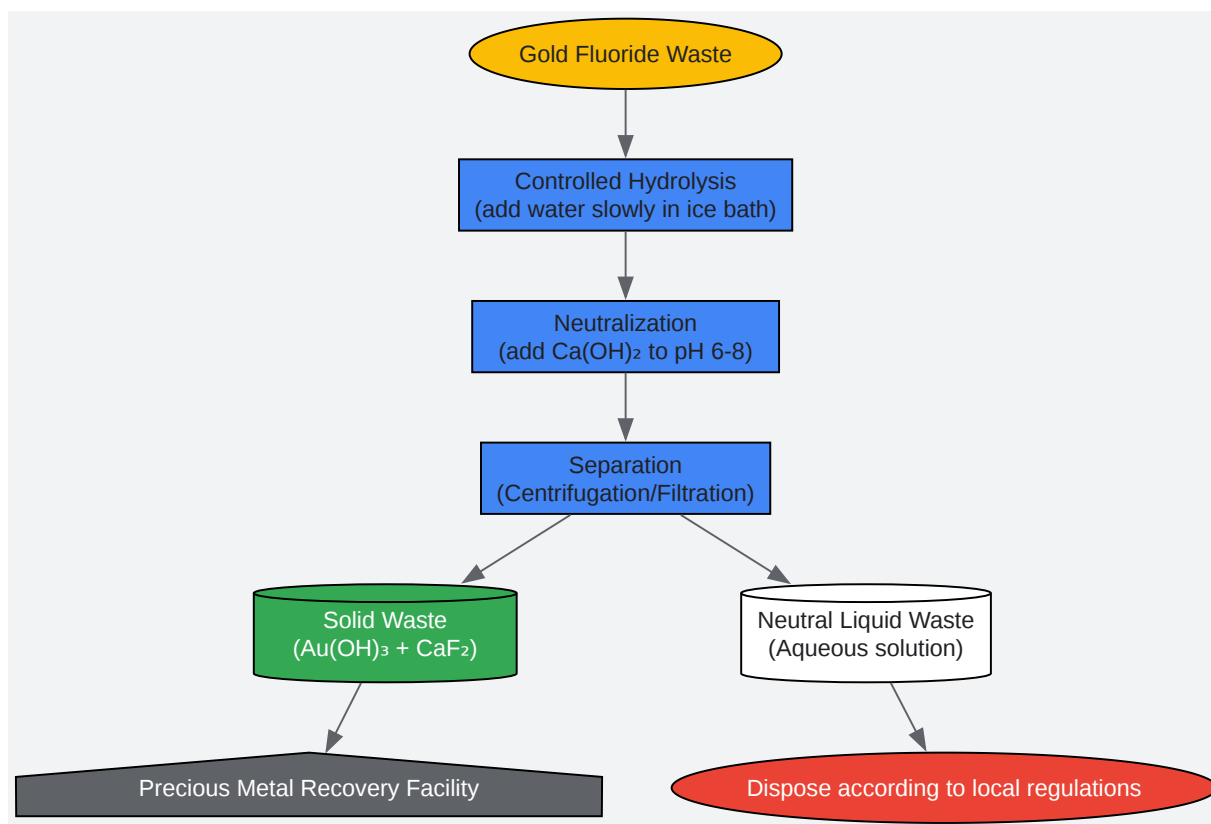 Gold Fluoride Waste
Controlled Hydrolysis
(add water slowly in ice bath)
Neutralization
(add Ca(OH)₂ to pH 6-8)
Separation
(Centrifugation/Filtration)
Solid Waste
(Au(OH)₃ + CaF₂)
Neutral Liquid Waste
(Aqueous solution)
Precious Metal Recovery Facility
Dispose according to local regulations